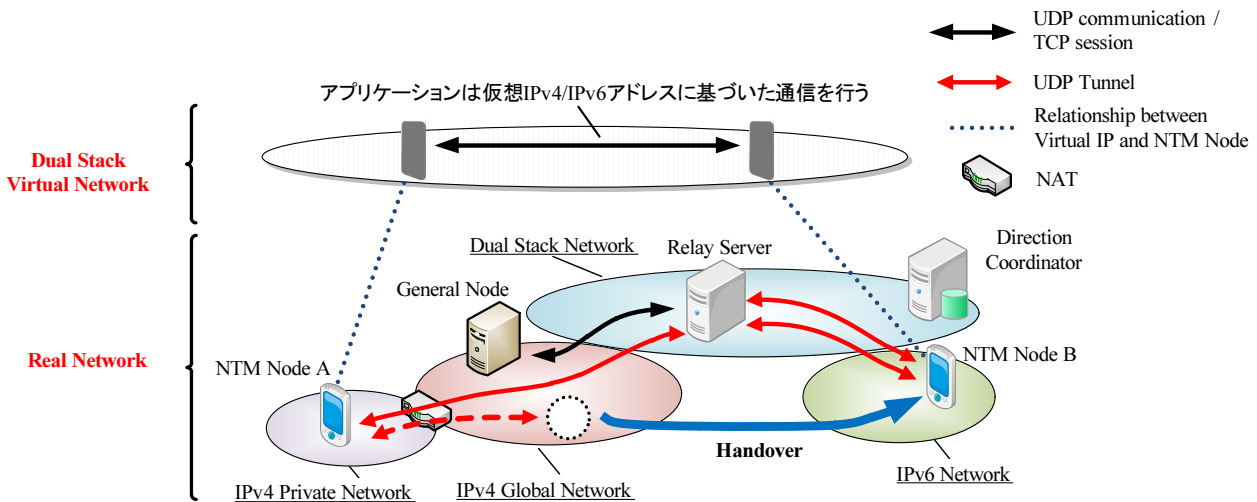 UDP communication /
TCP session
UDP Tunnel
Relationship between
Virtual IP and NTM Node
NAT
アプリケーションは仮想IPv4/IPv6アドレスに基づいた通信を行う
Dual Stack
Virtual Network
Real Network
Dual Stack Network
Relay Server
Direction
Coordinator
General Node
NTM Node A
NTM Node B
Handover
IPv4 Private Network
IPv4 Global Network
IPv6 Network